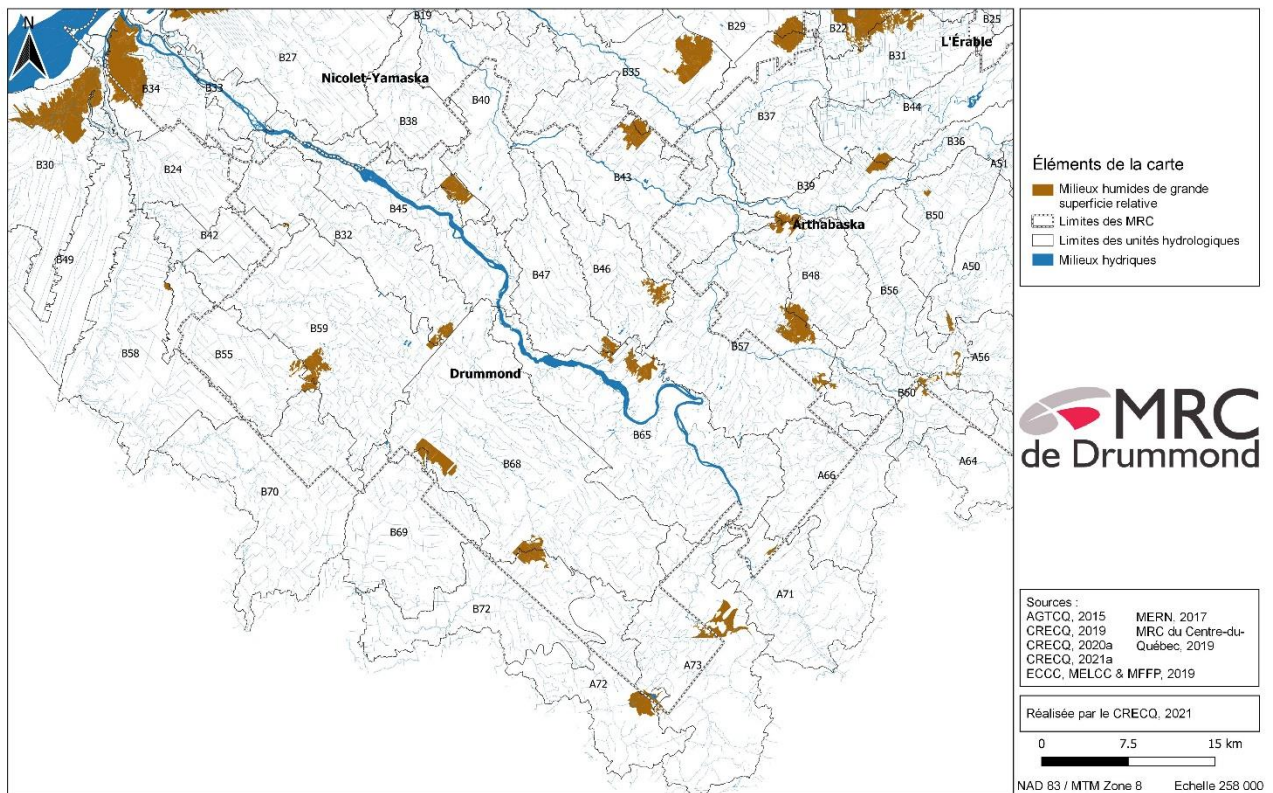 N
B19
B29
B22
B25
L'Érable
B31
B27
Nicolet-Yamaska
B35
B34
B33
B40
B44
B38
B37
B36
B30
B24
B43
B39
A51
B45
B50
Arthabaska
B42
B32
B49
B47
B46
B48
A50
B56
B59
B57
B58
B55
A56
Drummond
B60
B65
B68
A66
A64
B70
B69
A71
B72
A73
A72
Éléments de la carte
Milieux humides de grande
superficie relative
Limites des MRC
Limites des unités hydrologiques
Milieux hydriques
MRC
de Drummond
Sources :
AGTCQ, 2015 MERN, 2017
CRECQ, 2019 MRC du Centre-du-
CRECQ, 2020a Québec, 2019
CRECQ, 2021a
ECCC, MELCC & MFFP, 2019
Réalisée par le CRECQ, 2021
0 7.5 15 km
NAD 83 / MTM Zone 8 Echelle 258 000